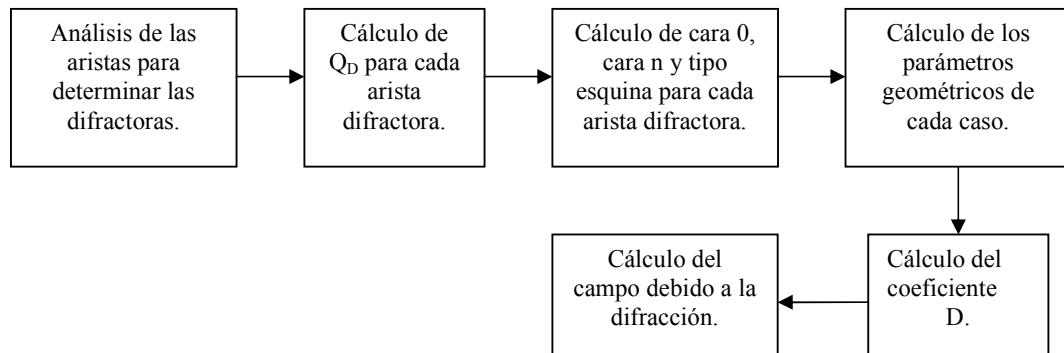 Análisis de las
aristas para
determinar las
difractoras.
Cálculo de
Q_D para cada
arista
difractora.
Cálculo de cara 0,
cara n y tipo
esquina para cada
arista difractora.
Cálculo de los
parámetros
geométricos de
cada caso.
Cálculo del
coeficiente
D.
Cálculo del
campo debido a la
difracción.